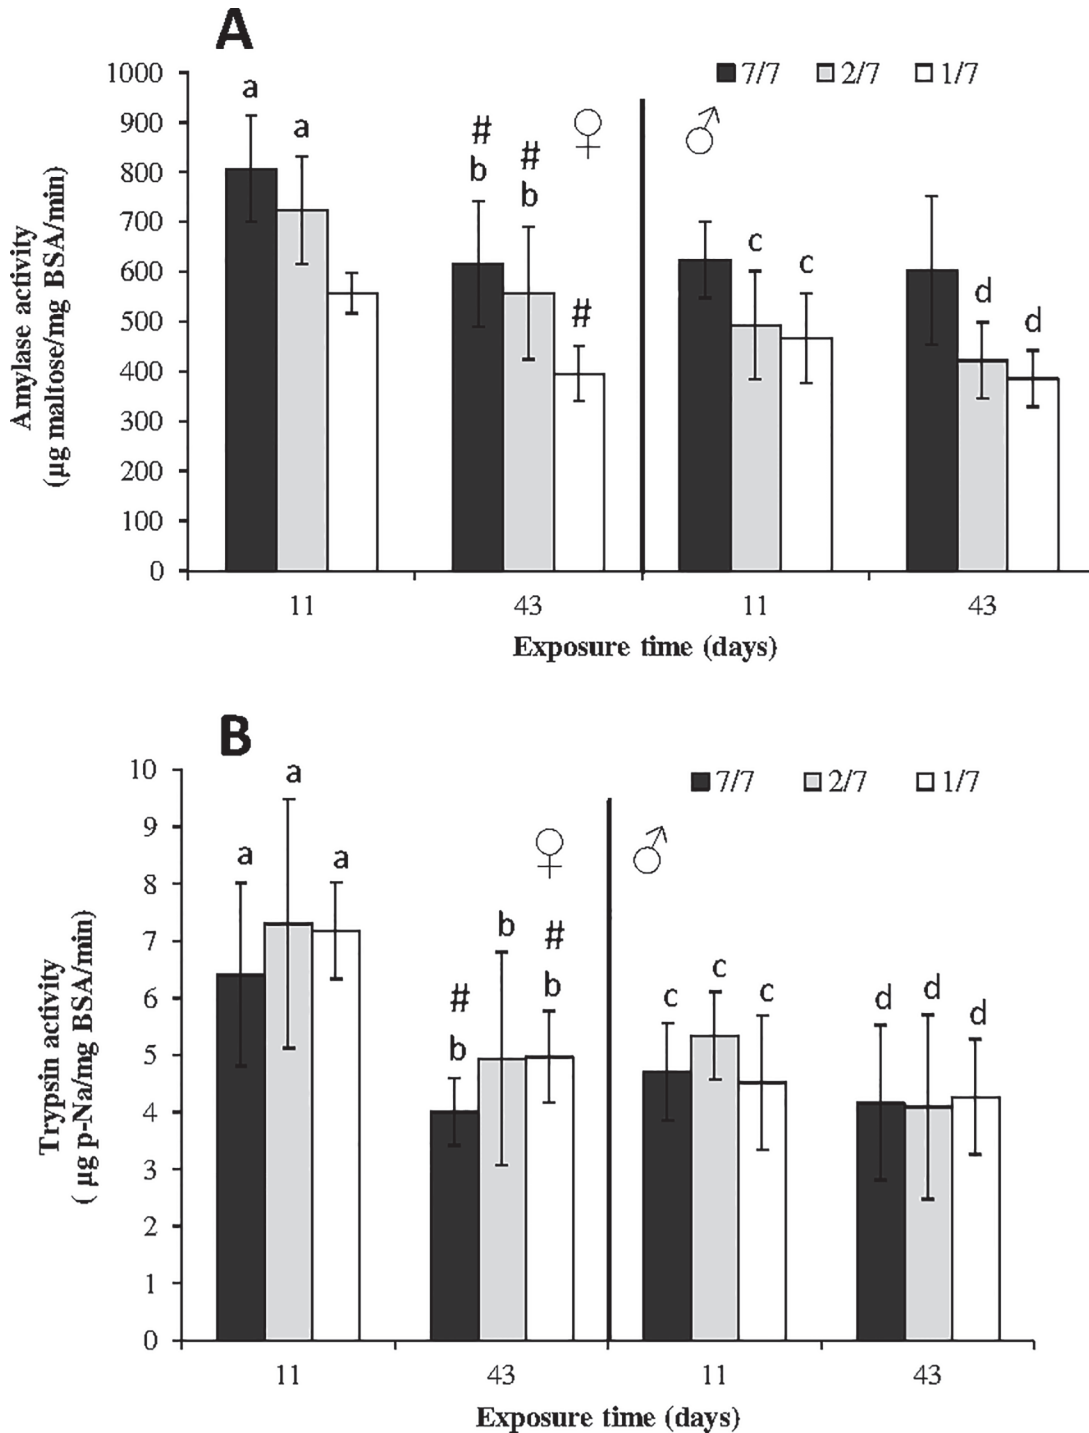 A
7/7 2/7 1/7
1000
900
800
700
600
500
400
300
200
100
0
Amylase activity
(µg maltose/mg BSA/min)
a
a
#
b
#
b
#
♀
♂
c
c
d
d
11 43 11 43
Exposure time (days)
B
7/7 2/7 1/7
10
9
8
7
6
5
4
3
2
1
0
Trypsin activity
( µg p-Na/mg BSA/min)
a
a
a
#
b
b
#
b
♀
♂
c
c
c
d
d
d
11 43 11 43
Exposure time (days)